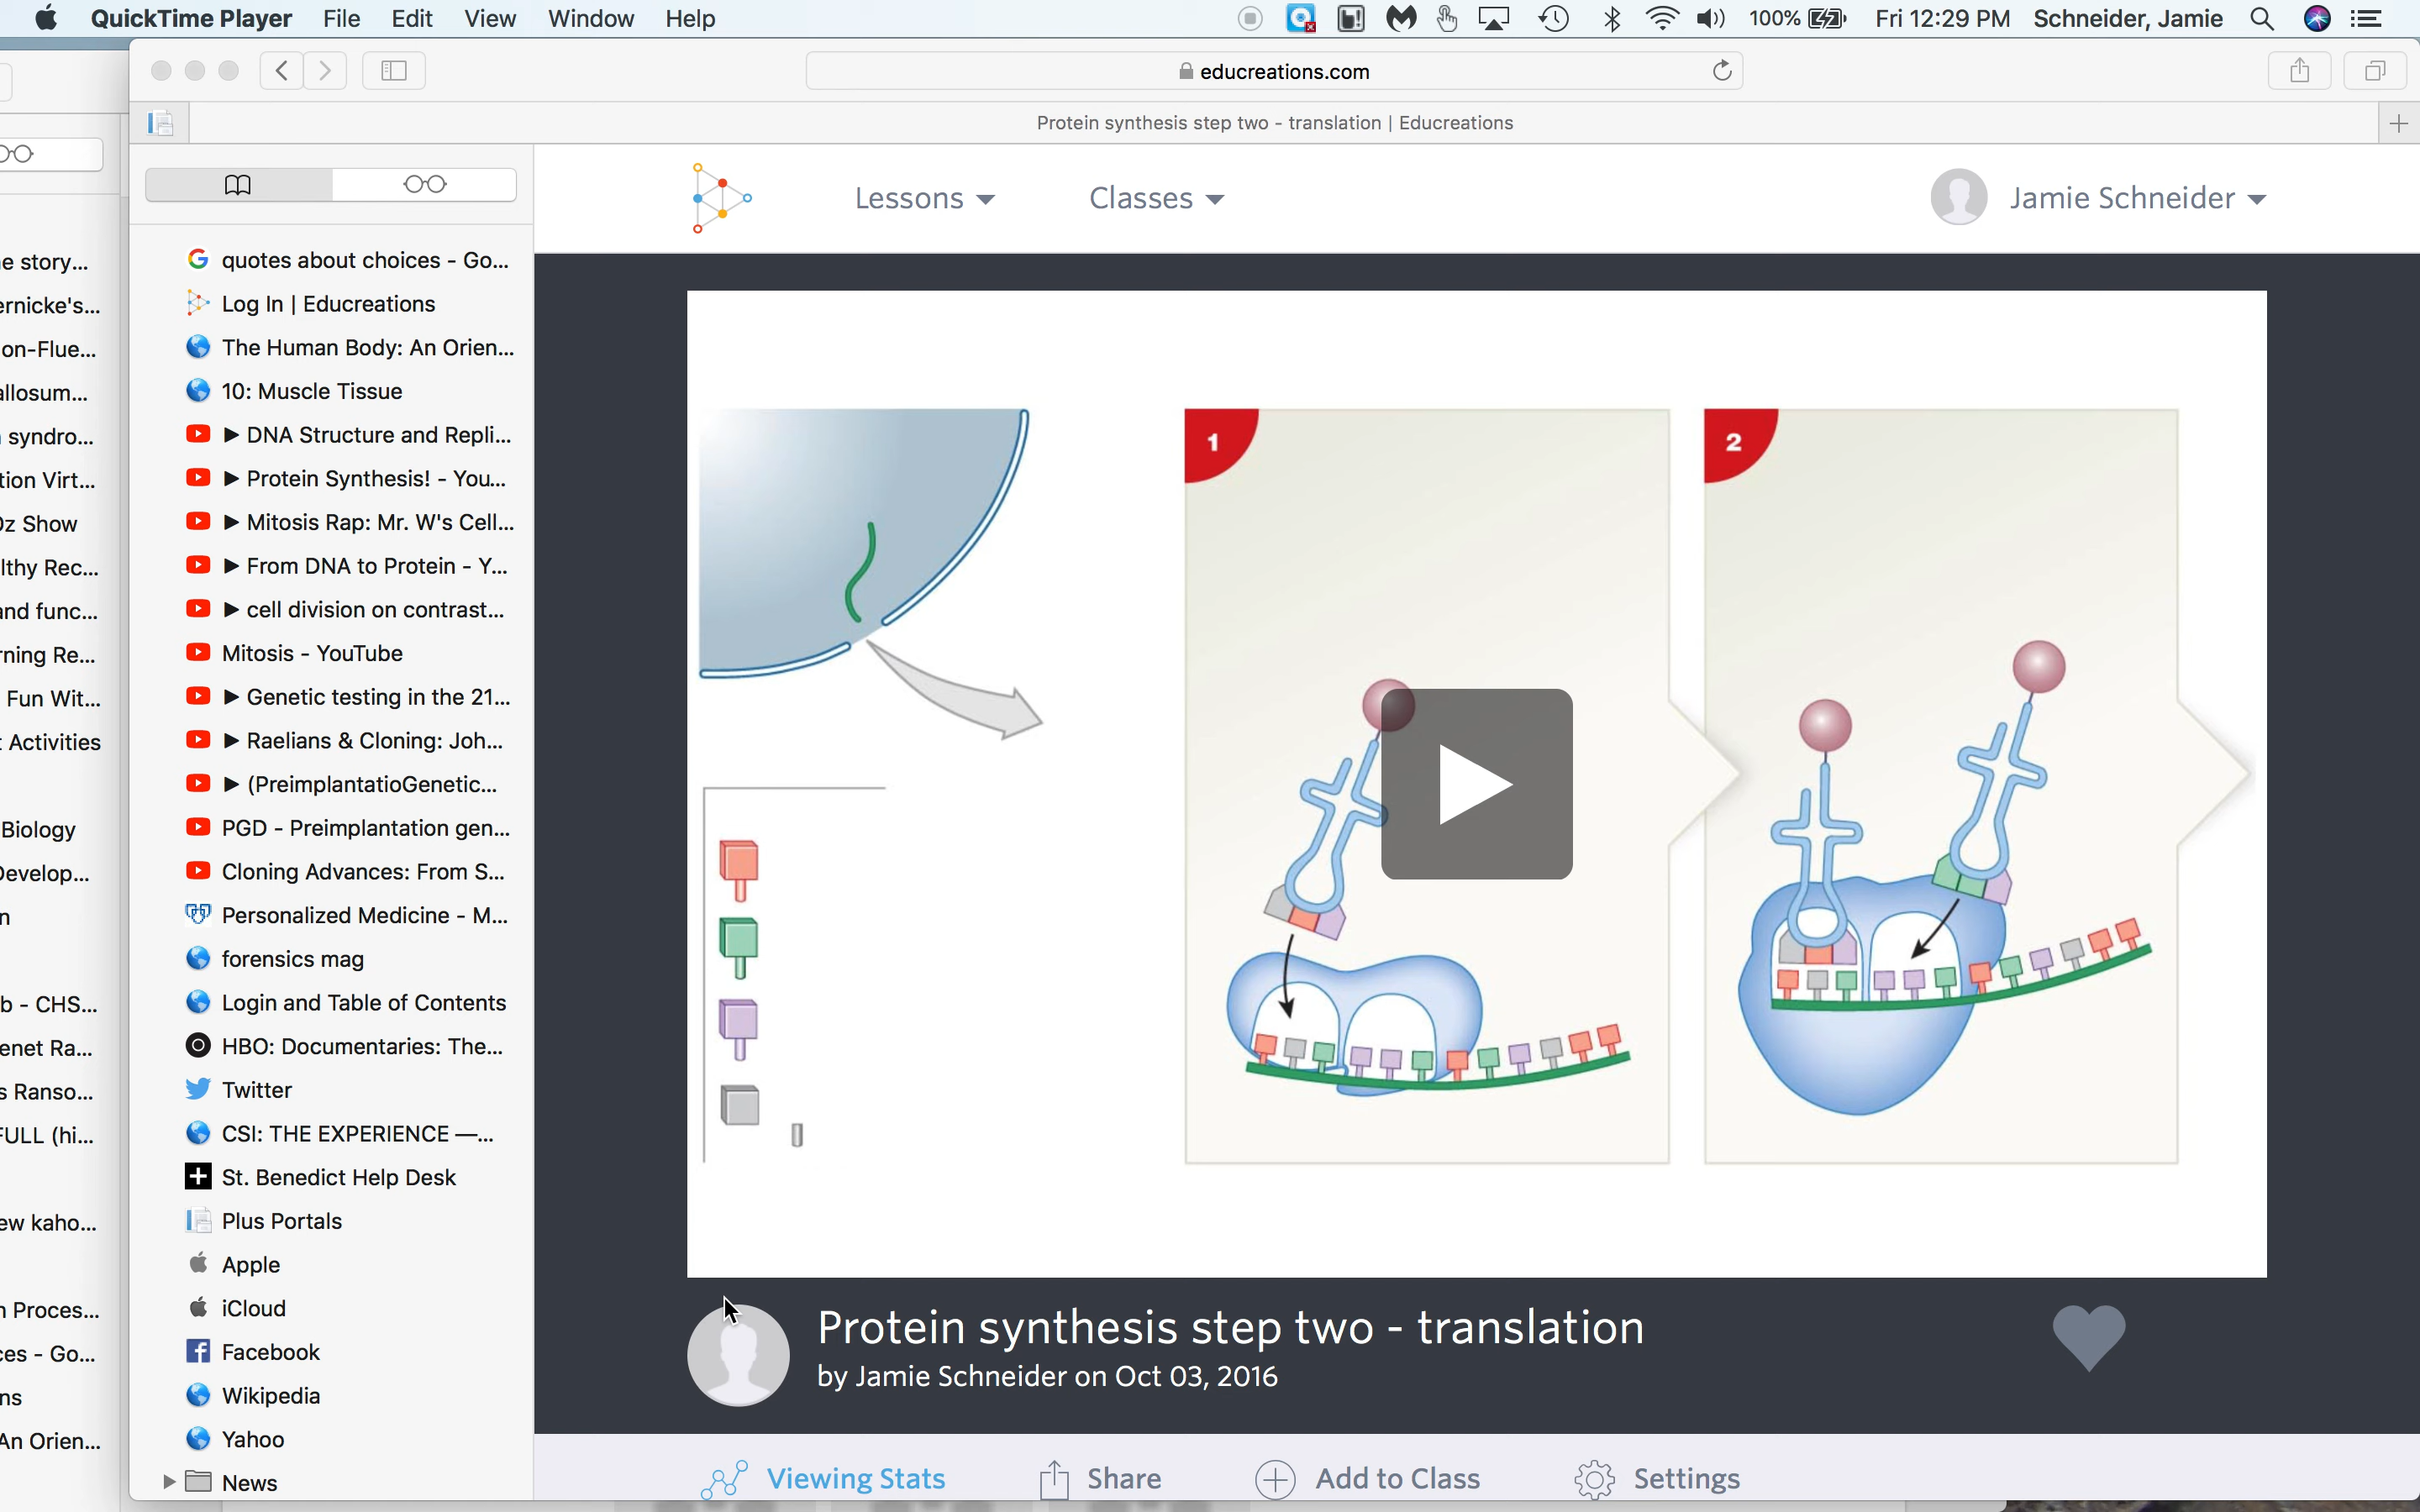 QuickTime Player File Edit View Window Help 100% Fri 12:29 PM Schneider, Jamie
educreations.com
Protein synthesis step two - translation | Educreations
Lessons Classes Jamie Schneider
e story...
ernicke's...
on-Flue...
allosum...
syndro...
tion Virt...
Oz Show
lthy Rec...
and func...
rning Re...
Fun Wit...
Activities
Biology
Develop...
n
b - CHS...
enet Ra...
s Ranso...
FULL (hi...
ew kaho...
n Proces...
ces - Go...
ns
An Orien...
quotes about choices - Go...
Log In | Educreations
The Human Body: An Orien...
10: Muscle Tissue
▶ DNA Structure and Repli...
▶ Protein Synthesis! - You...
▶ Mitosis Rap: Mr. W's Cell...
▶ From DNA to Protein - Y...
▶ cell division on contrast...
Mitosis - YouTube
▶ Genetic testing in the 21...
▶ Raelians & Cloning: Joh...
▶ (PreimplantatioGenetic...
PGD - Preimplantation gen...
Cloning Advances: From S...
Personalized Medicine - M...
forensics mag
Login and Table of Contents
HBO: Documentaries: The...
Twitter
CSI: THE EXPERIENCE —...
St. Benedict Help Desk
Plus Portals
Apple
iCloud
Facebook
Wikipedia
Yahoo
News
1
2
Protein synthesis step two - translation
by Jamie Schneider on Oct 03, 2016
Viewing Stats Share Add to Class Settings